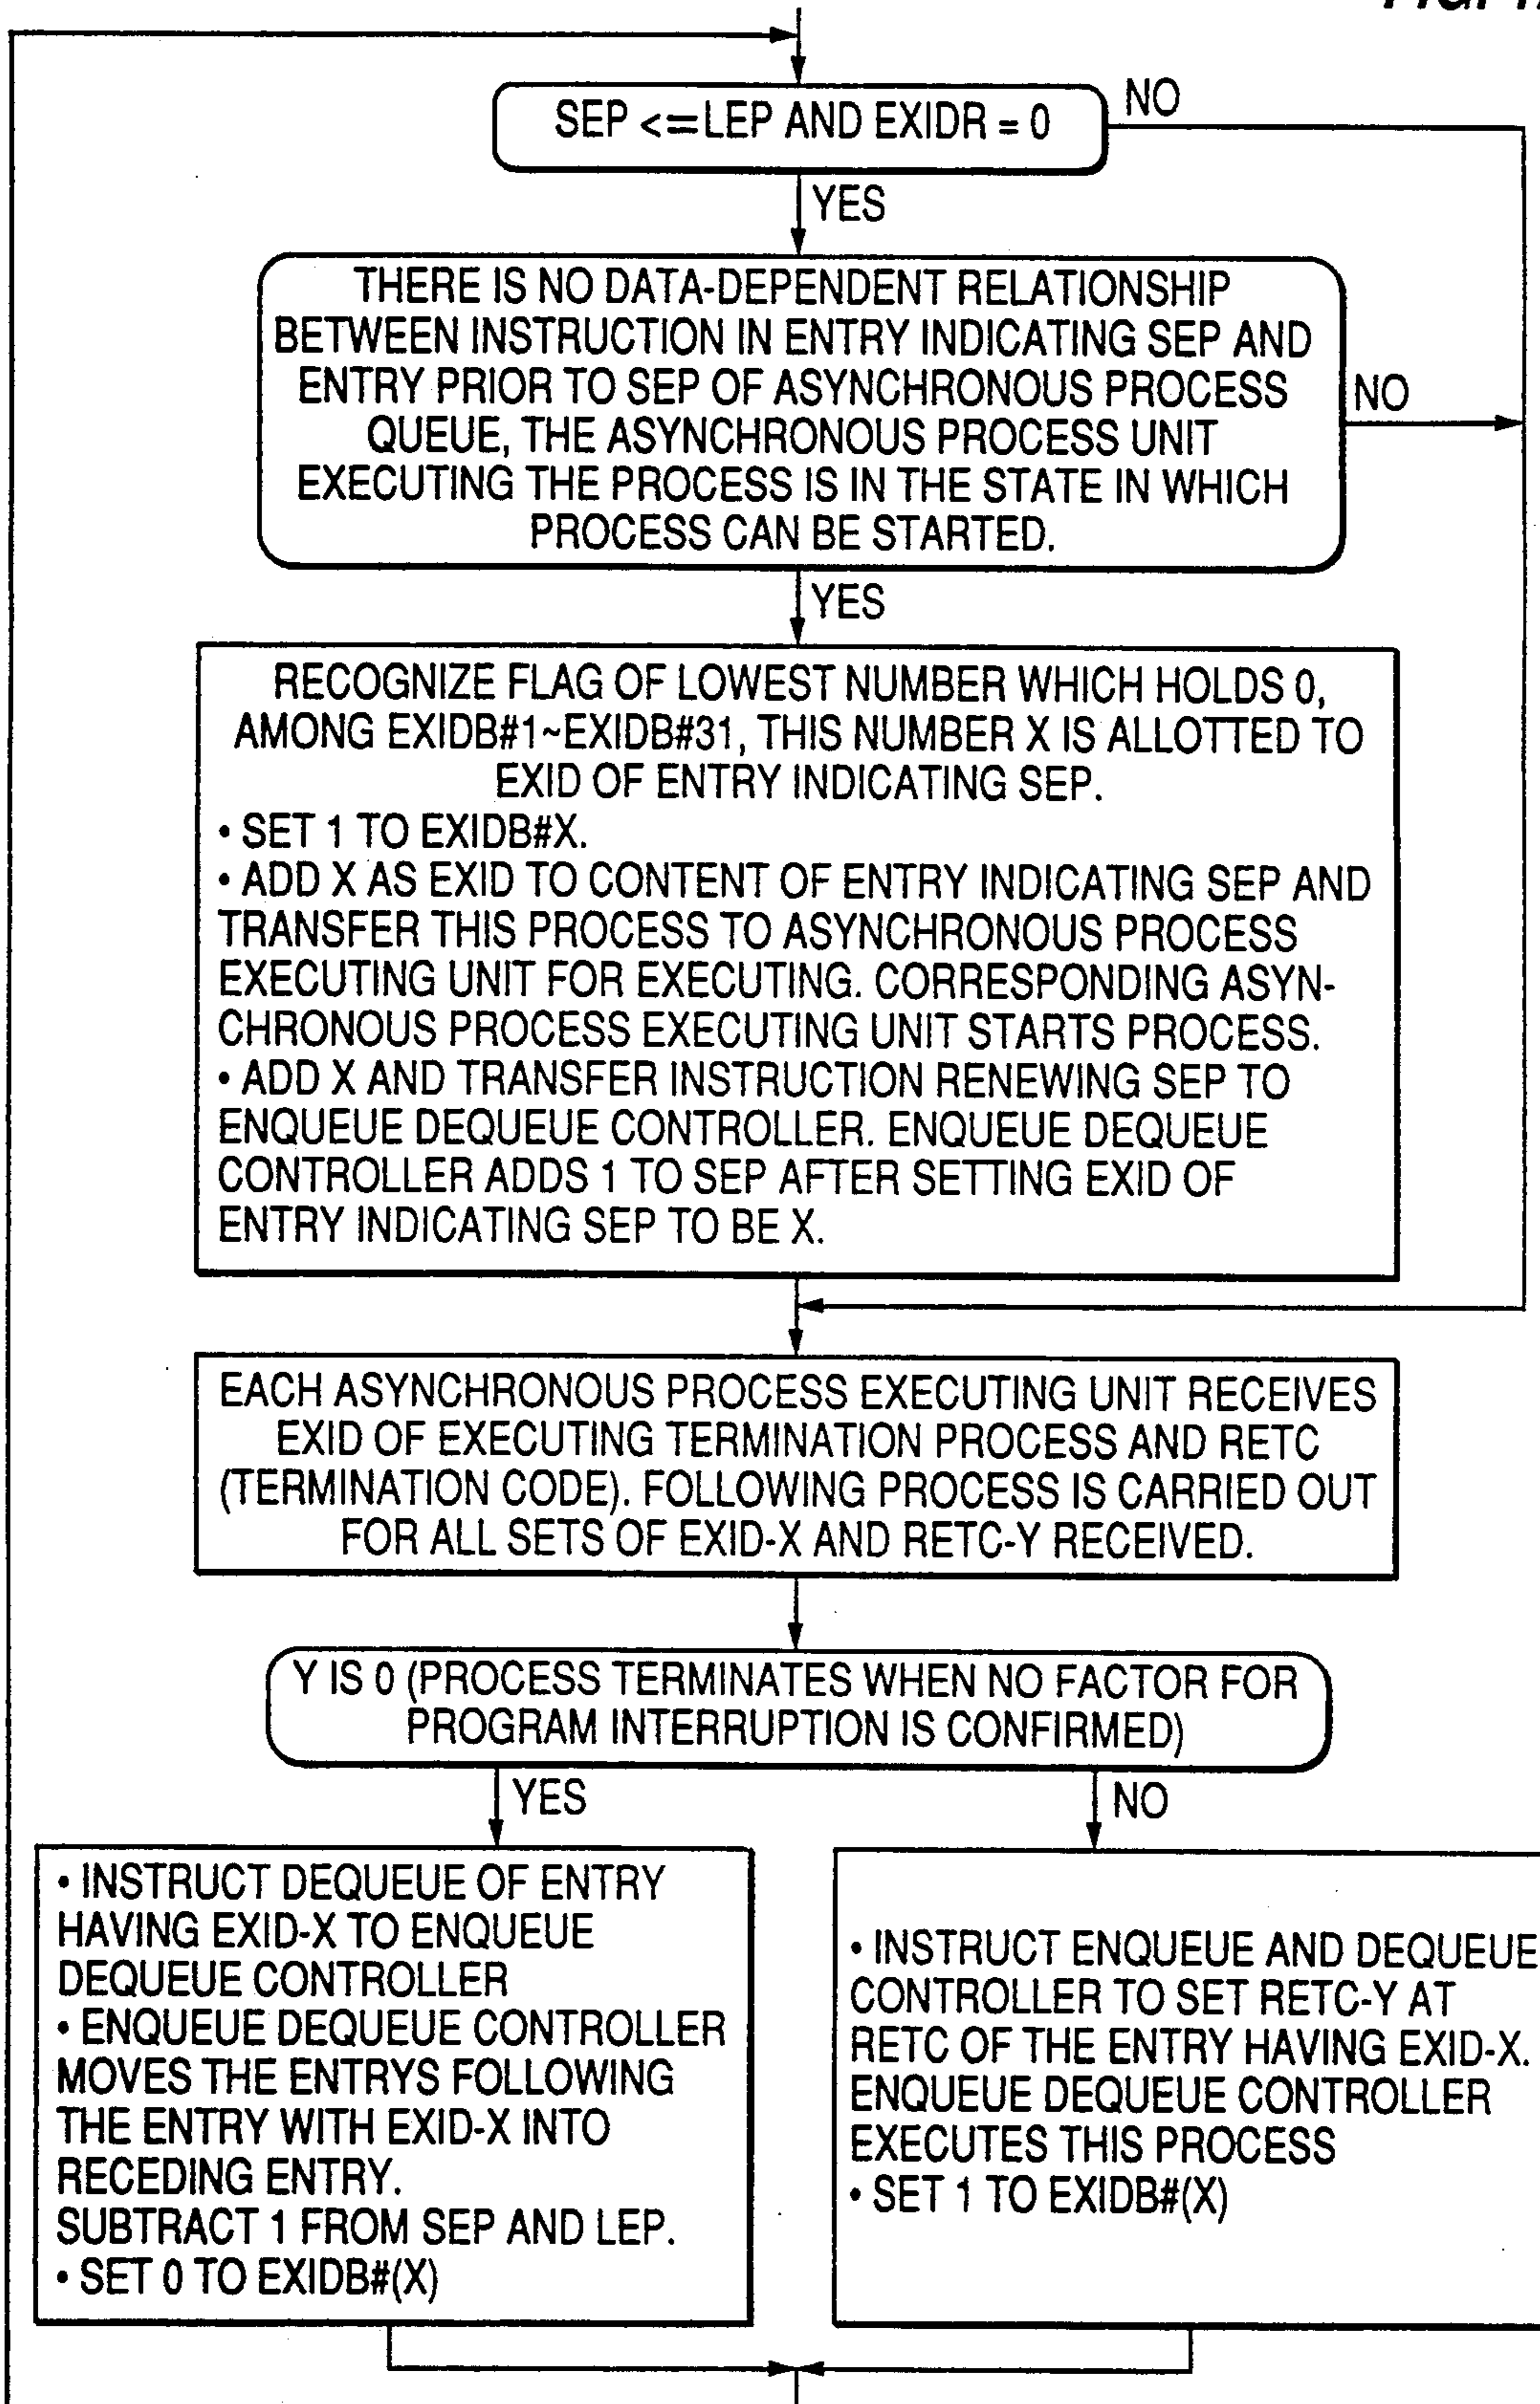 SEP <=LEP AND EXIDR = 0
NO
YES
THERE IS NO DATA-DEPENDENT RELATIONSHIP
BETWEEN INSTRUCTION IN ENTRY INDICATING SEP AND
ENTRY PRIOR TO SEP OF ASYNCHRONOUS PROCESS
QUEUE, THE ASYNCHRONOUS PROCESS UNIT
EXECUTING THE PROCESS IS IN THE STATE IN WHICH
PROCESS CAN BE STARTED.
NO
YES
RECOGNIZE FLAG OF LOWEST NUMBER WHICH HOLDS 0,
AMONG EXIDB#1~EXIDB#31, THIS NUMBER X IS ALLOTTED TO
EXID OF ENTRY INDICATING SEP.
• SET 1 TO EXIDB#X.
• ADD X AS EXID TO CONTENT OF ENTRY INDICATING SEP AND
TRANSFER THIS PROCESS TO ASYNCHRONOUS PROCESS
EXECUTING UNIT FOR EXECUTING. CORRESPONDING ASYN-
CHRONOUS PROCESS EXECUTING UNIT STARTS PROCESS.
• ADD X AND TRANSFER INSTRUCTION RENEWING SEP TO
ENQUEUE DEQUEUE CONTROLLER. ENQUEUE DEQUEUE
CONTROLLER ADDS 1 TO SEP AFTER SETTING EXID OF
ENTRY INDICATING SEP TO BE X.
EACH ASYNCHRONOUS PROCESS EXECUTING UNIT RECEIVES
EXID OF EXECUTING TERMINATION PROCESS AND RETC
(TERMINATION CODE). FOLLOWING PROCESS IS CARRIED OUT
FOR ALL SETS OF EXID-X AND RETC-Y RECEIVED.
Y IS 0 (PROCESS TERMINATES WHEN NO FACTOR FOR
PROGRAM INTERRUPTION IS CONFIRMED)
YES
NO
• INSTRUCT DEQUEUE OF ENTRY
HAVING EXID-X TO ENQUEUE
DEQUEUE CONTROLLER
• ENQUEUE DEQUEUE CONTROLLER
MOVES THE ENTRYS FOLLOWING
THE ENTRY WITH EXID-X INTO
RECEDING ENTRY.
SUBTRACT 1 FROM SEP AND LEP.
• SET 0 TO EXIDB#(X)
• INSTRUCT ENQUEUE AND DEQUEUE
CONTROLLER TO SET RETC-Y AT
RETC OF THE ENTRY HAVING EXID-X.
ENQUEUE DEQUEUE CONTROLLER
EXECUTES THIS PROCESS
• SET 1 TO EXIDB#(X)